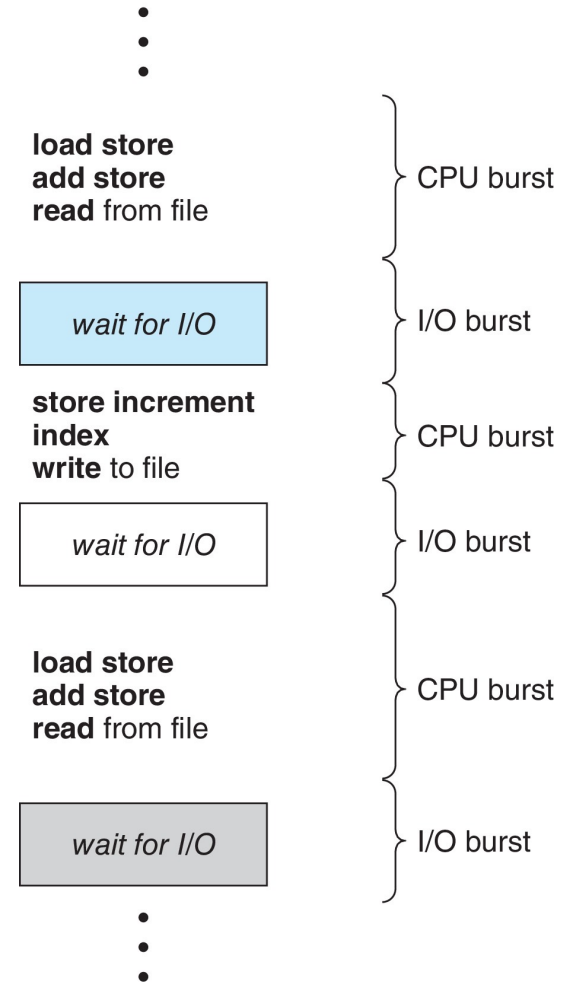 load store
add store
read from file
CPU burst
wait for I/O
I/O burst
store increment
index
write to file
CPU burst
wait for I/O
I/O burst
load store
add store
read from file
CPU burst
wait for I/O
I/O burst